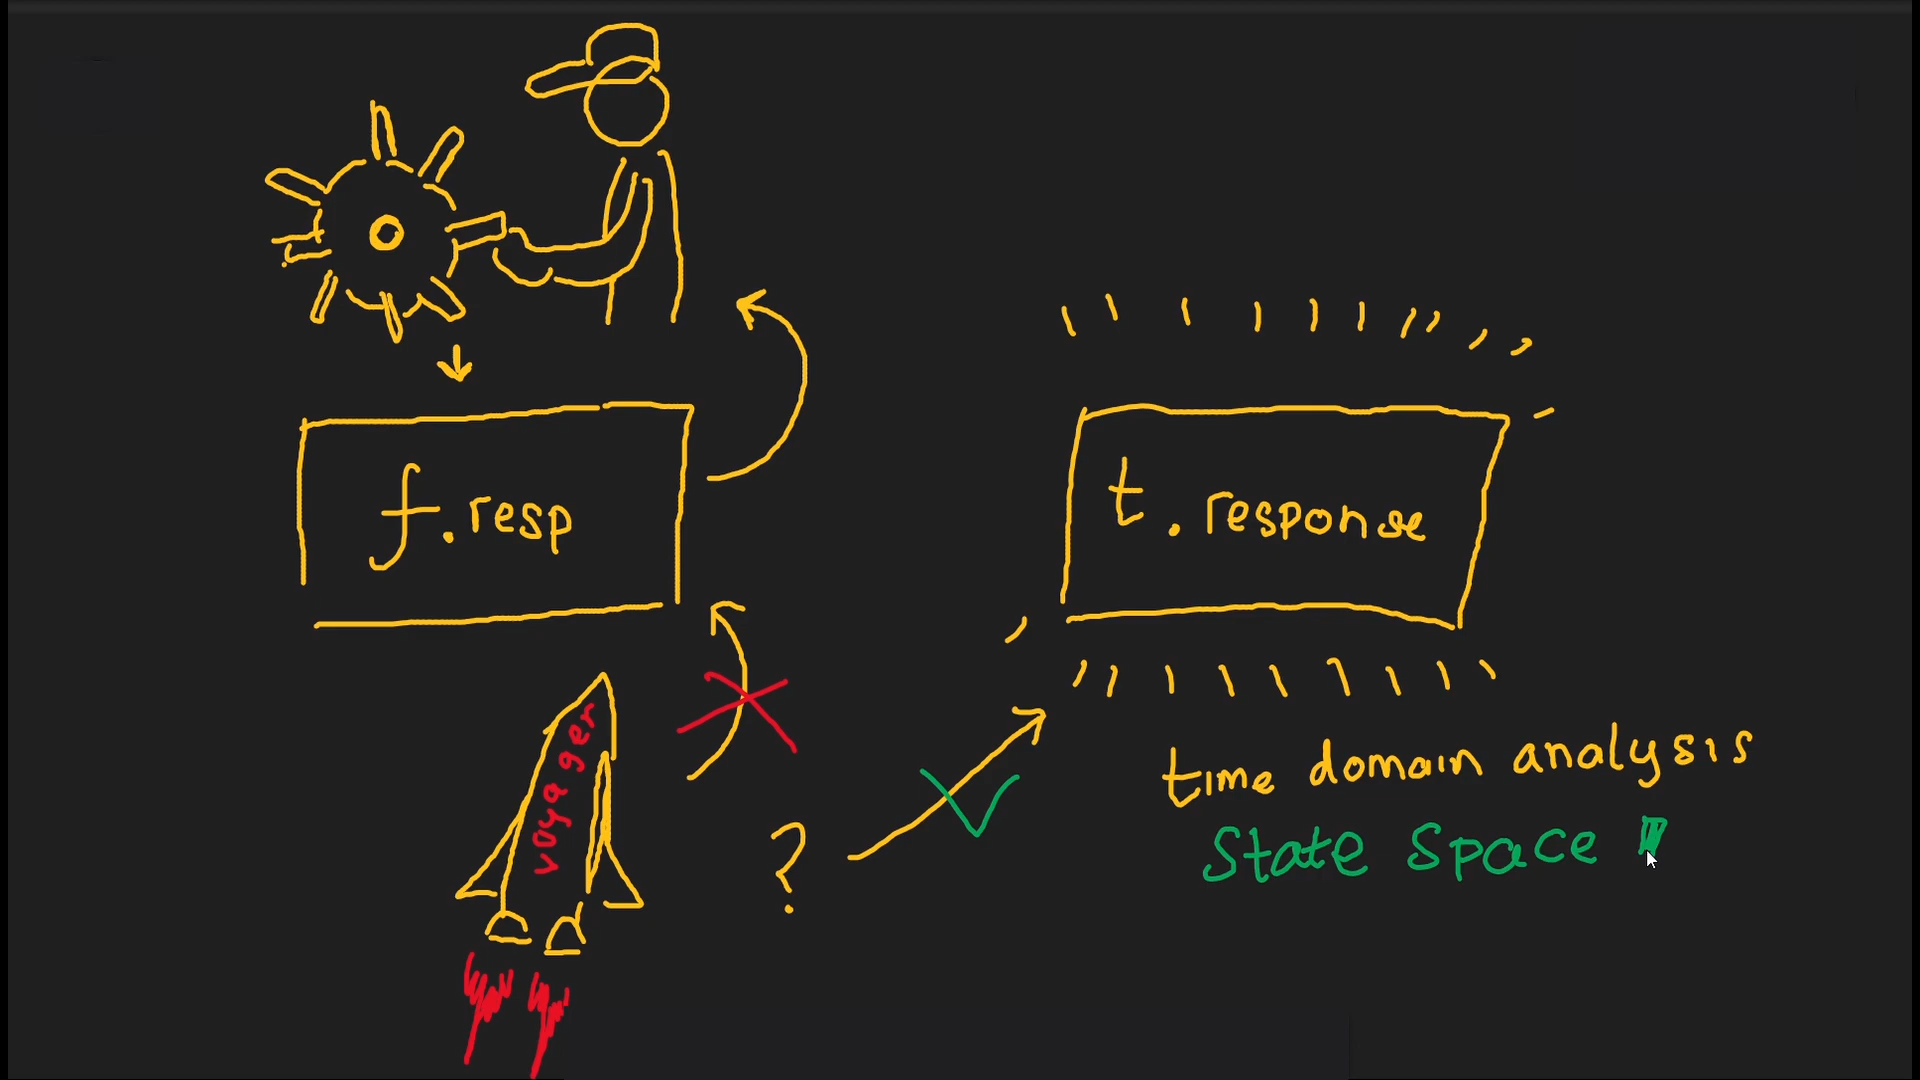 f.resp
t.response
voyager
?
time domain analysis
State Space